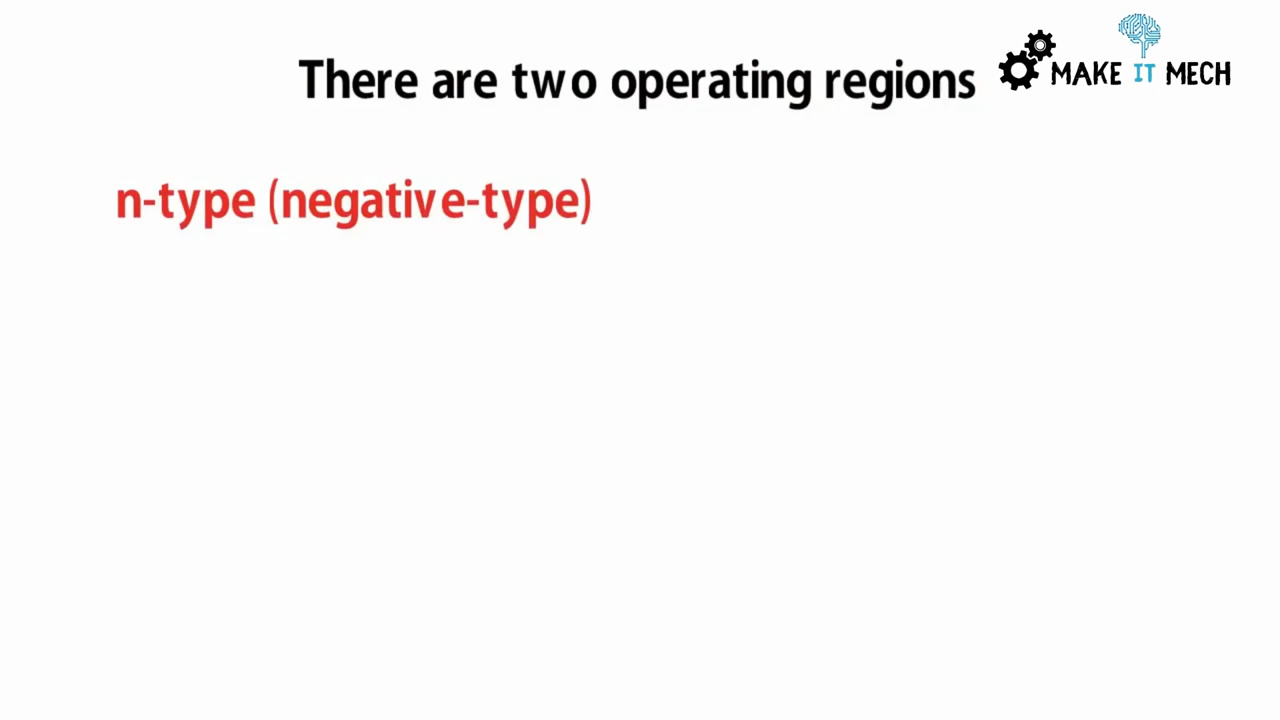 There are two operating regions
MAKE IT MECH
n-type (negative-type)